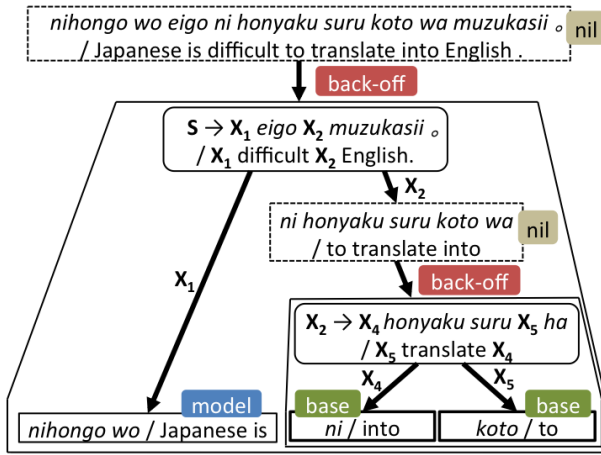 nihongo wo eigo ni honyaku suru koto wa muzukasii 。
/ Japanese is difficult to translate into English .
nil
back-off
S → X1 eigo X2 muzukasii 。
/ X1 difficult X2 English.
X2
ni honyaku suru koto wa
/ to translate into
nil
X1
back-off
X2 → X4 honyaku suru X5 ha
/ X5 translate X4
X4
X5
model
base
base
nihongo wo / Japanese is
ni / into
koto / to